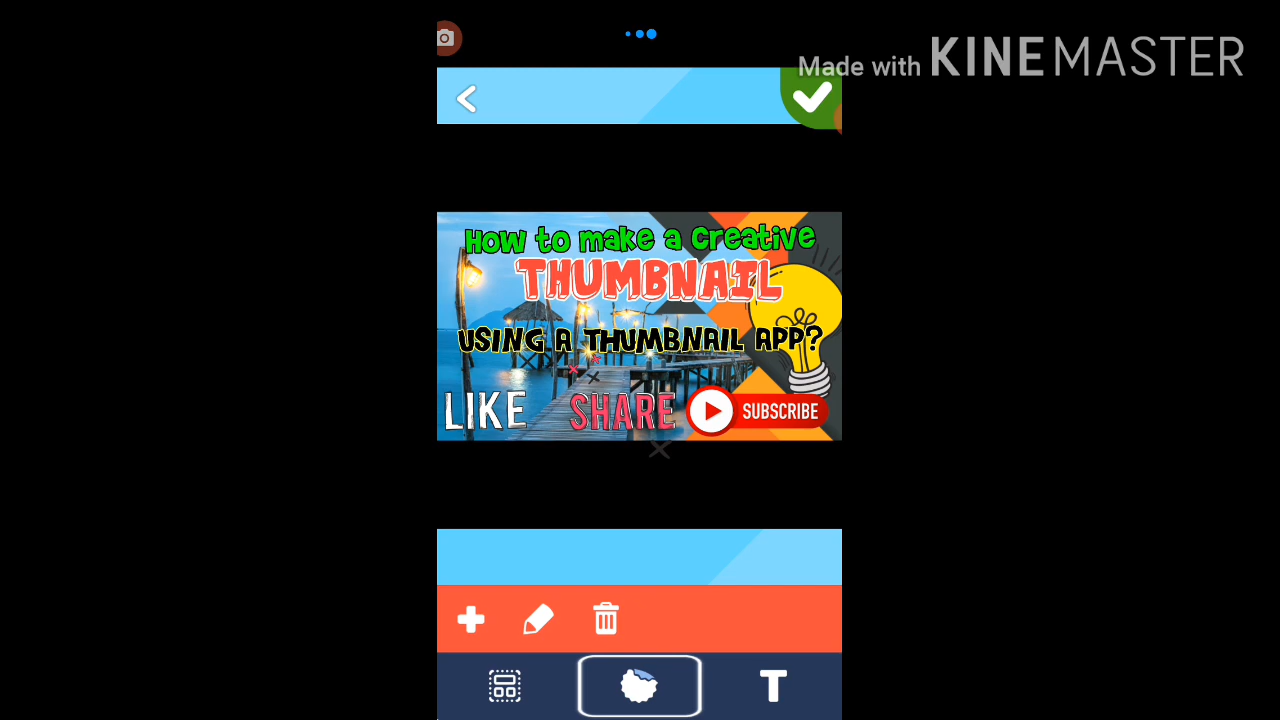 Made with KINEMASTER
How to make a creative
THUMBNAIL
USING A THUMBNAIL APP?
LIKE SHARE SUBSCRIBE
T